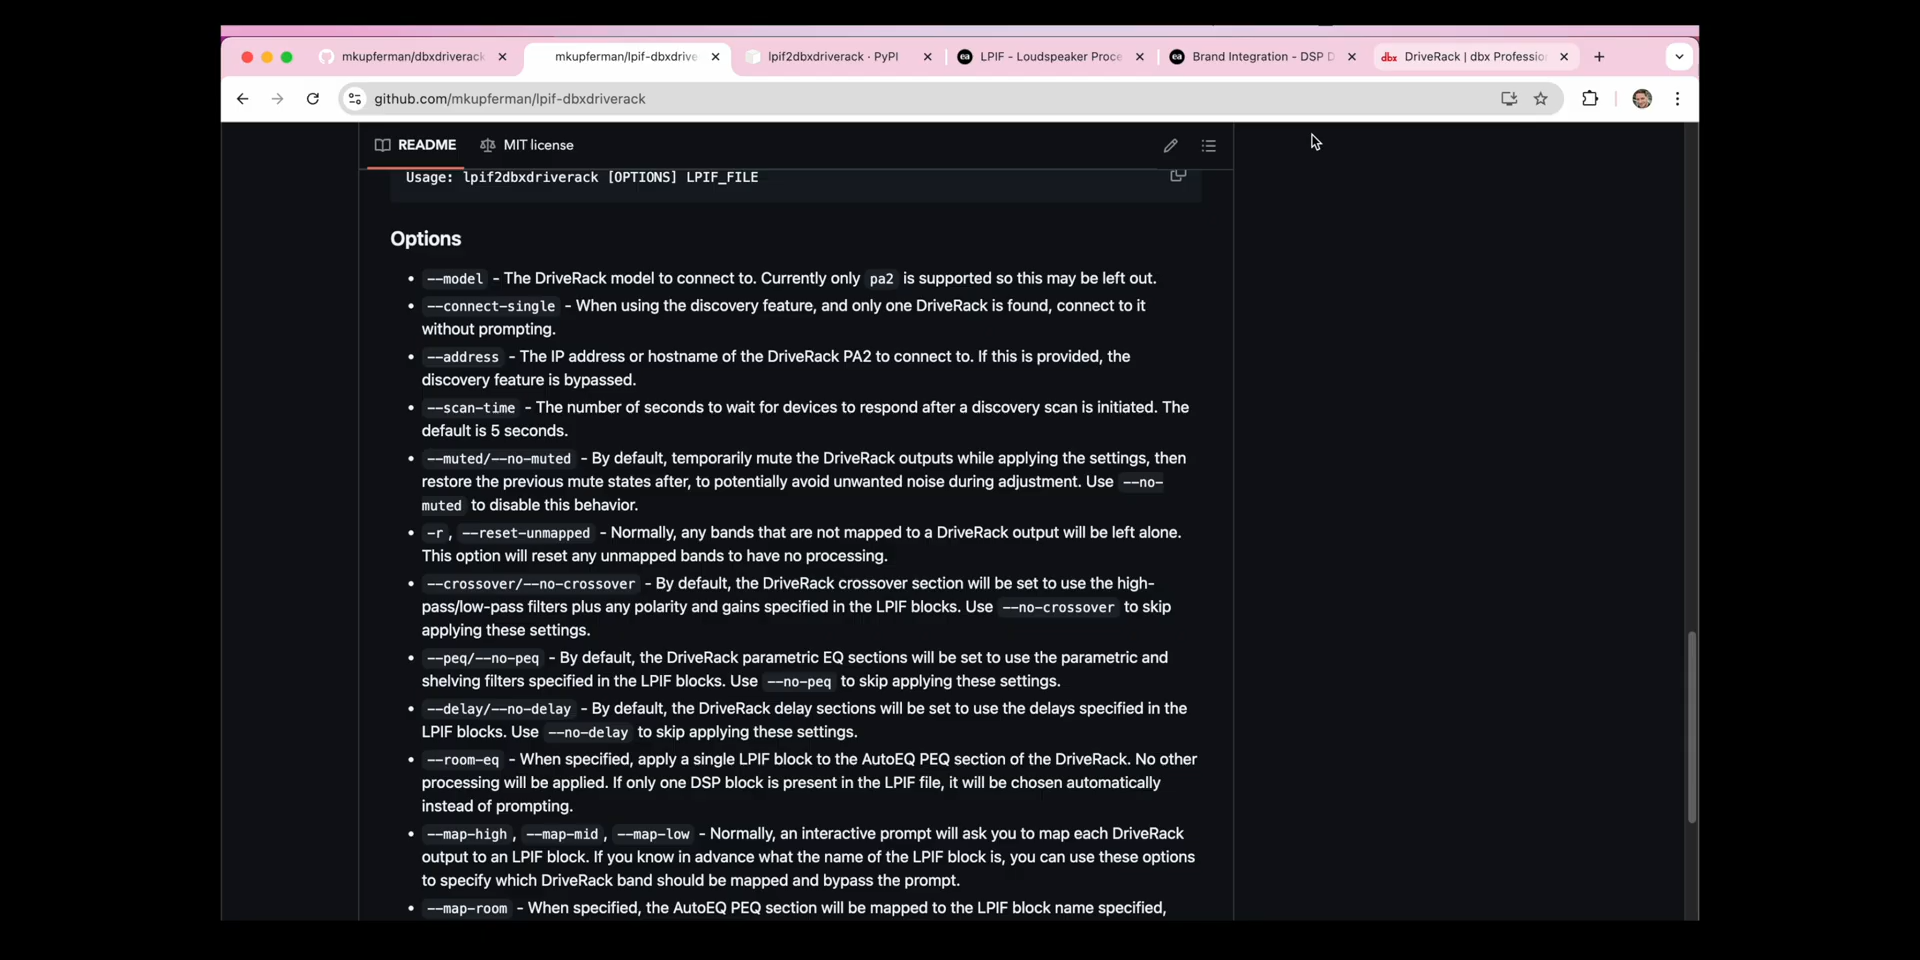 mkupferman/dbxdriverack
mkupferman/lpif-dbxdrive
lpif2dbxdriverack · PyPI
LPIF - Loudspeaker Proce
Brand Integration - DSP D
dbx DriveRack | dbx Professio
github.com/mkupferman/lpif-dbxdriverack
README
MIT license
Usage: lpif2dbxdriverack [OPTIONS] LPIF_FILE
Options
• --model - The DriveRack model to connect to. Currently only pa2 is supported so this may be left out.
• --connect-single - When using the discovery feature, and only one DriveRack is found, connect to it
without prompting.
• --address - The IP address or hostname of the DriveRack PA2 to connect to. If this is provided, the
discovery feature is bypassed.
• --scan-time - The number of seconds to wait for devices to respond after a discovery scan is initiated. The
default is 5 seconds.
• --muted/--no-muted - By default, temporarily mute the DriveRack outputs while applying the settings, then
restore the previous mute states after, to potentially avoid unwanted noise during adjustment. Use --no-
muted to disable this behavior.
• -r, --reset-unmapped - Normally, any bands that are not mapped to a DriveRack output will be left alone.
This option will reset any unmapped bands to have no processing.
• --crossover/--no-crossover - By default, the DriveRack crossover section will be set to use the high-
pass/low-pass filters plus any polarity and gains specified in the LPIF blocks. Use --no-crossover to skip
applying these settings.
• --peq/--no-peq - By default, the DriveRack parametric EQ sections will be set to use the parametric and
shelving filters specified in the LPIF blocks. Use --no-peq to skip applying these settings.
• --delay/--no-delay - By default, the DriveRack delay sections will be set to use the delays specified in the
LPIF blocks. Use --no-delay to skip applying these settings.
• --room-eq - When specified, apply a single LPIF block to the AutoEQ PEQ section of the DriveRack. No other
processing will be applied. If only one DSP block is present in the LPIF file, it will be chosen automatically
instead of prompting.
• --map-high, --map-mid, --map-low - Normally, an interactive prompt will ask you to map each DriveRack
output to an LPIF block. If you know in advance what the name of the LPIF block is, you can use these options
to specify which DriveRack band should be mapped and bypass the prompt.
• --map-room - When specified, the AutoEQ PEQ section will be mapped to the LPIF block name specified,